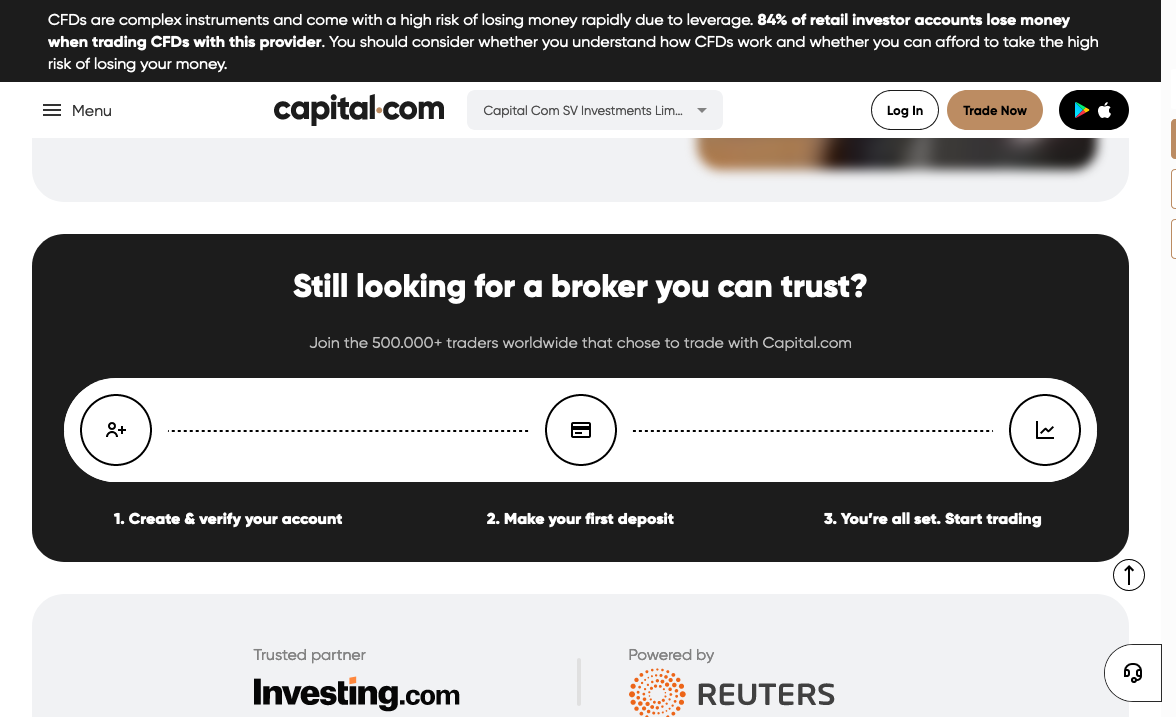 CFDs are complex instruments and come with a high risk of losing money rapidly due to leverage. 84% of retail investor accounts lose money
when trading CFDs with this provider. You should consider whether you understand how CFDs work and whether you can afford to take the high
risk of losing your money.
Menu
capital.com
Capital Com SV Investments Lim...
Log In
Trade Now
Still looking for a broker you can trust?
Join the 500.000+ traders worldwide that chose to trade with Capital.com
1. Create & verify your account
2. Make your first deposit
3. You're all set. Start trading
Trusted partner
Powered by
Investing.com
REUTERS